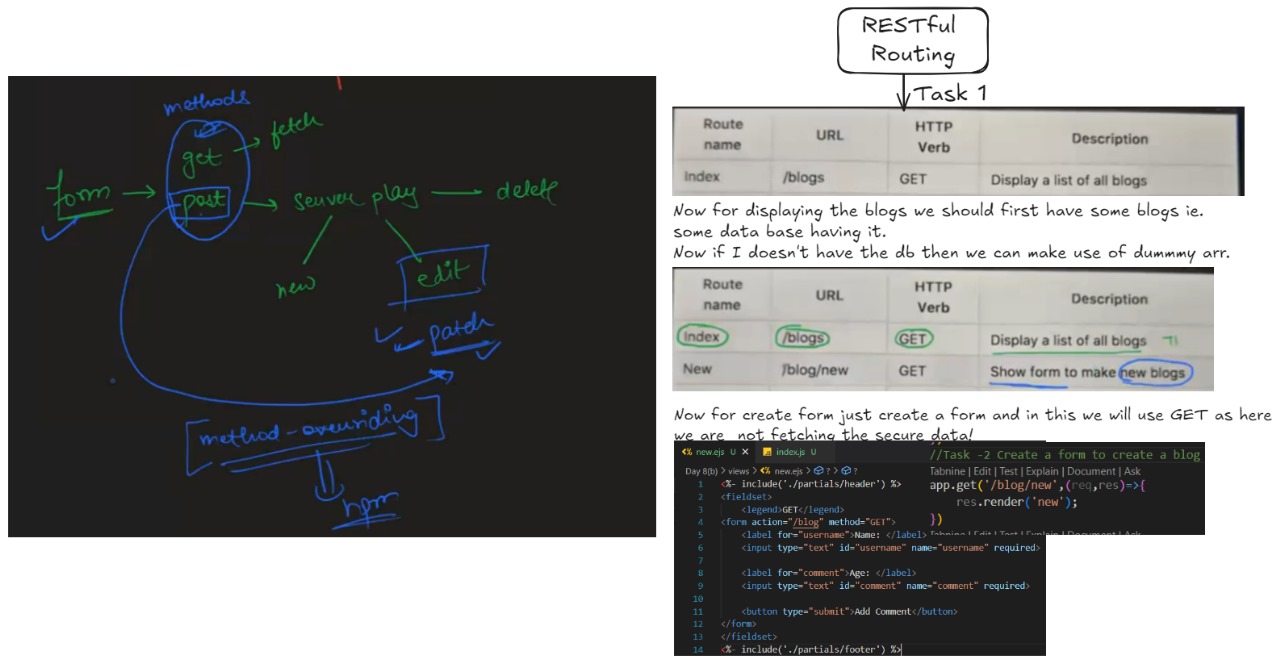 methods
get → fetch
form → post → server play — delete
new
edit
patch
[method-overriding]
npm
RESTful
Routing
Task 1
Route name URL HTTP Verb Description
Index /blogs GET Display a list of all blogs
Now for displaying the blogs we should first have some blogs ie.
some data base having it.
Now if I doesn't have the db then we can make use of dummmy arr.
Route name URL HTTP Verb Description
Index /blogs GET Display a list of all blogs T1
New /blog/new GET Show form to make new blogs
Now for create form just create a form and in this we will use GET as here
we are not fetching the secure data!
new.ejs U X index.js U
Day 8(b) > views > new.ejs > ? > ?
1 <%- include('./partials/header') %>
2 <fieldset>
3 <legend>GET</legend>
4 <form action="/blog" method="GET">
5 <label for="username">Name: </label>
6 <input type="text" id="username" name="username" required>
7
8 <label for="comment">Age: </label>
9 <input type="text" id="comment" name="comment" required>
10
11 <button type="submit">Add Comment</button>
12 </form>
13 </fieldset>
14 <%- include('./partials/footer') %>
//Task -2 Create a form to create a blog
Tabnine | Edit | Test | Explain | Document | Ask
app.get('/blog/new',(req,res)=>{
res.render('new');
})
Tabnine | Edit | Test | Explain | Document | Ask